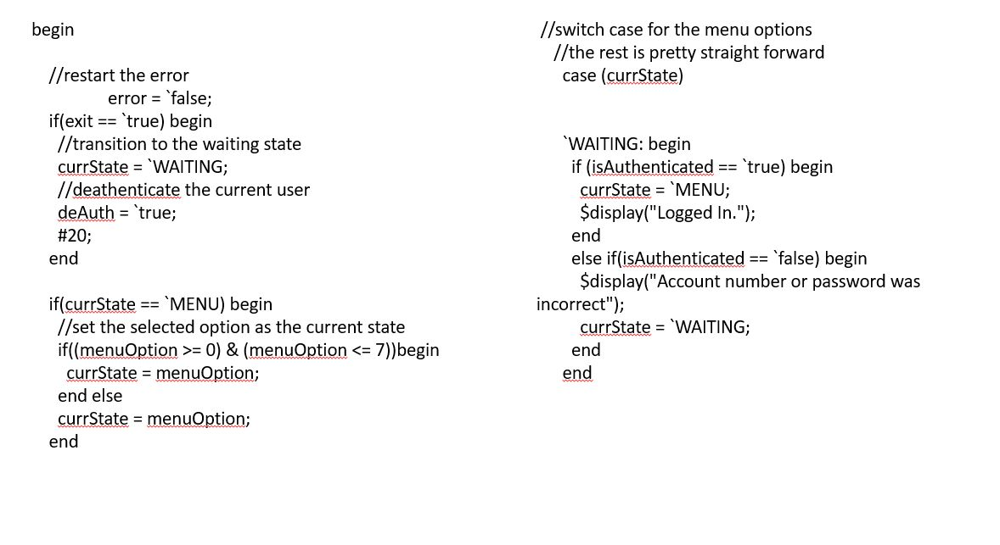 begin
//restart the error
error = `false;
if(exit == `true) begin
//transition to the waiting state
currState = `WAITING;
//deathenticate the current user
deAuth = `true;
#20;
end
if(currState == `MENU) begin
//set the selected option as the current state
if((menuOption >= 0) & (menuOption <= 7))begin
currState = menuOption;
end else
currState = menuOption;
end
//switch case for the menu options
//the rest is pretty straight forward
case (currState)
`WAITING: begin
if (isAuthenticated == `true) begin
currState = `MENU;
$display("Logged In.");
end
else if(isAuthenticated == `false) begin
$display("Account number or password was
incorrect");
currState = `WAITING;
end
end